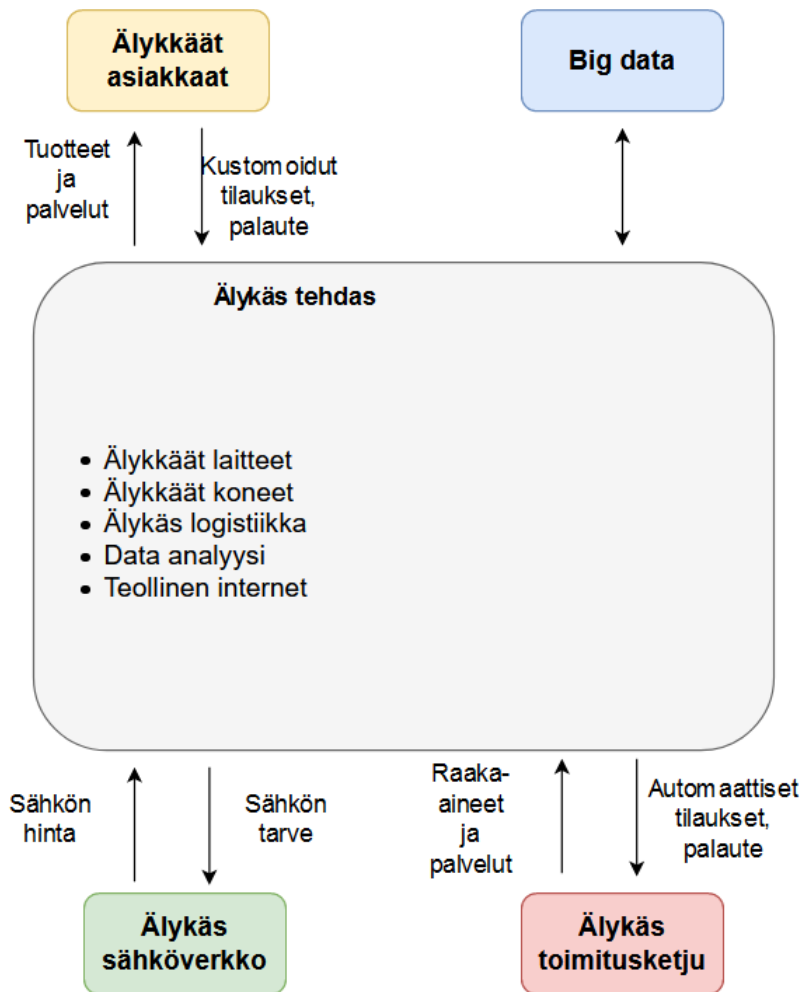 Älykkäät
asiakkaat
Big data
Tuotteet
ja
palvelut
Kustomoidut
tilaukset,
palaute
Älykäs tehdas
• Älykkäät laitteet
• Älykkäät koneet
• Älykäs logistiikka
• Data analyysi
• Teollinen internet
Sähkön
hinta
Sähkön
tarve
Raaka-
aineet
ja
palvelut
Automaattiset
tilaukset,
palaute
Älykäs
sähköverkko
Älykäs
toimitusketju